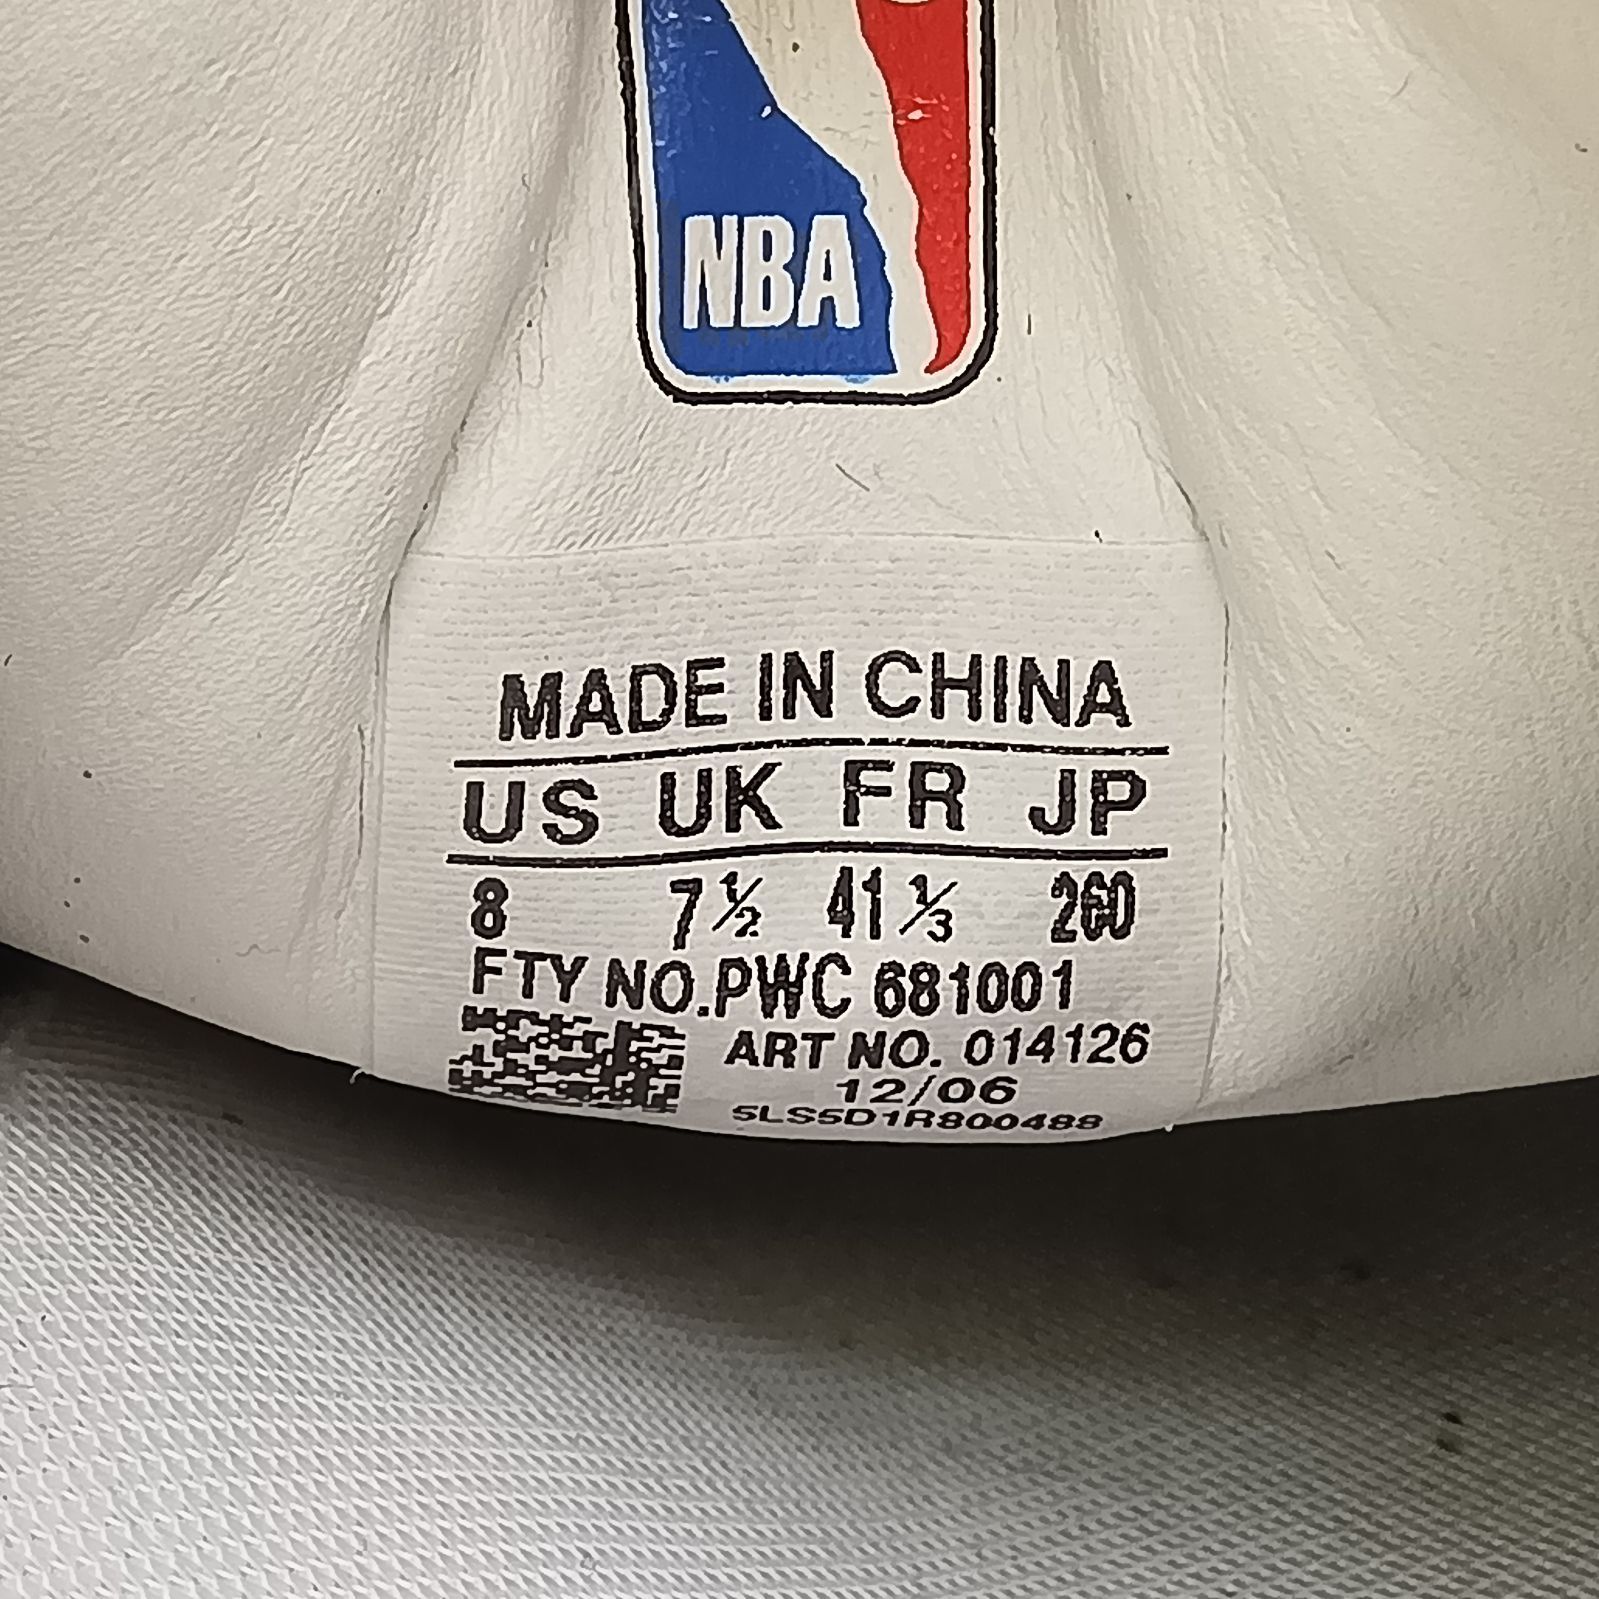 NBA
MADE IN CHINA
US UK FR JP
8 7½ 41⅓ 260
FTY NO.PWC 681001
ART NO. 014126
12/06
5LS5D1R800488